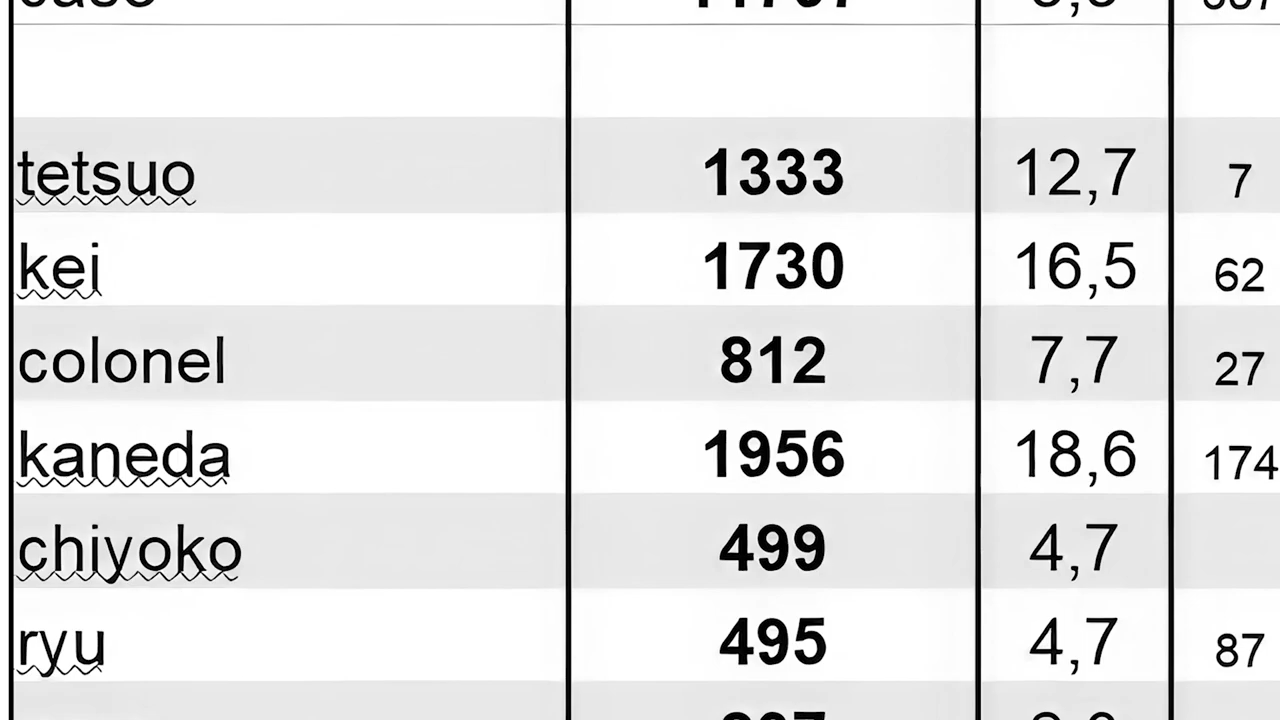 tetsuo 1333 12,7 7
kei 1730 16,5 62
colonel 812 7,7 27
kaneda 1956 18,6 174
chiyoko 499 4,7
ryu 495 4,7 87